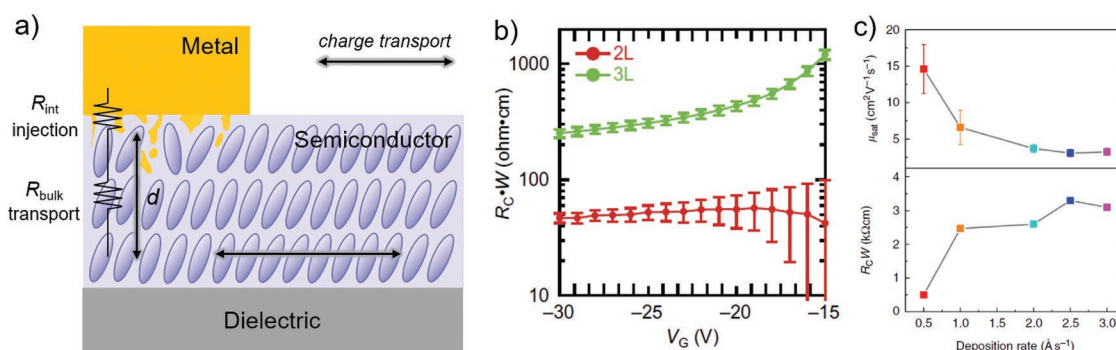 a)
Metal
charge transport
R_int
injection
Semiconductor
R_bulk
transport
d
Dielectric
b)
2L
3L
R_C•W (ohm•cm)
1000
100
10
–30
–25
–20
–15
V_G (V)
c)
μ_sat (cm²V⁻¹s⁻¹)
20
15
10
5
R_CW (kΩcm)
4
3
2
1
0
0.5
1.0
1.5
2.0
2.5
3.0
Deposition rate (Å s⁻¹)